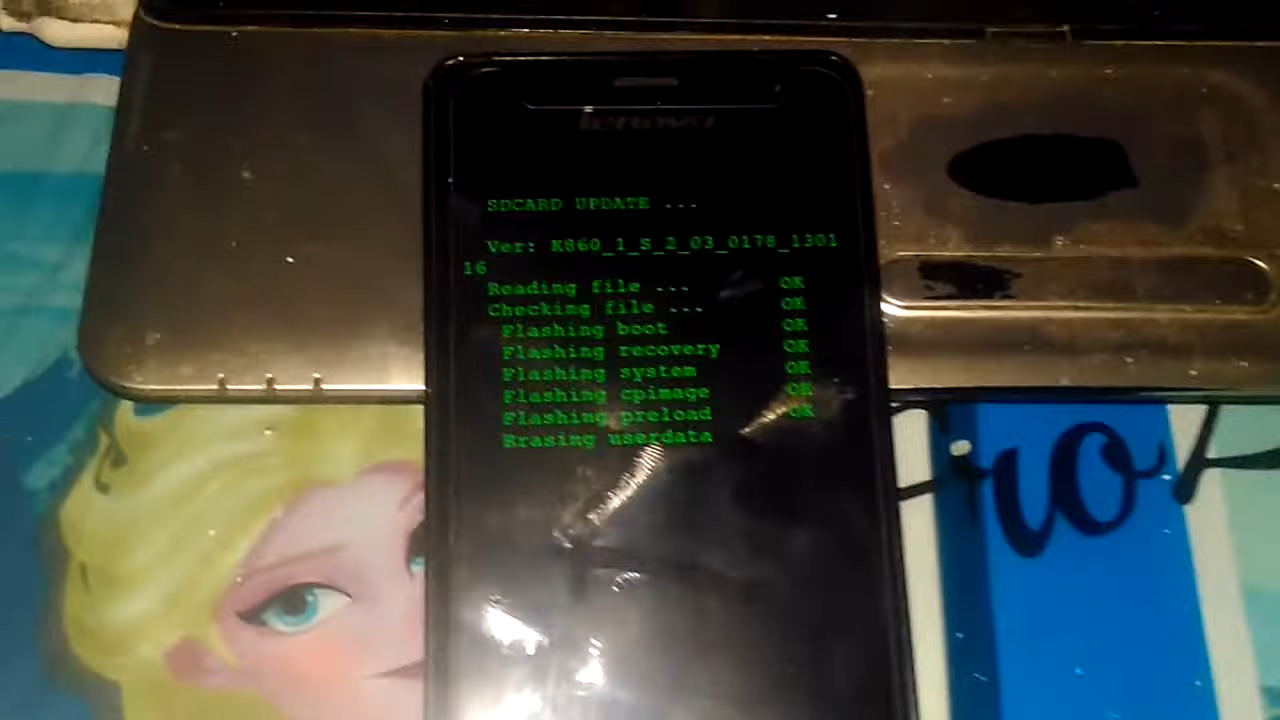 lenovo
SDCARD UPDATE ...
Ver: K860_1_S_2_03_0178_1301
16
Reading file ... OK
Checking file ... OK
Flashing boot OK
Flashing recovery OK
Flashing system OK
Flashing cpimage OK
Flashing preload OK
Erasing userdata